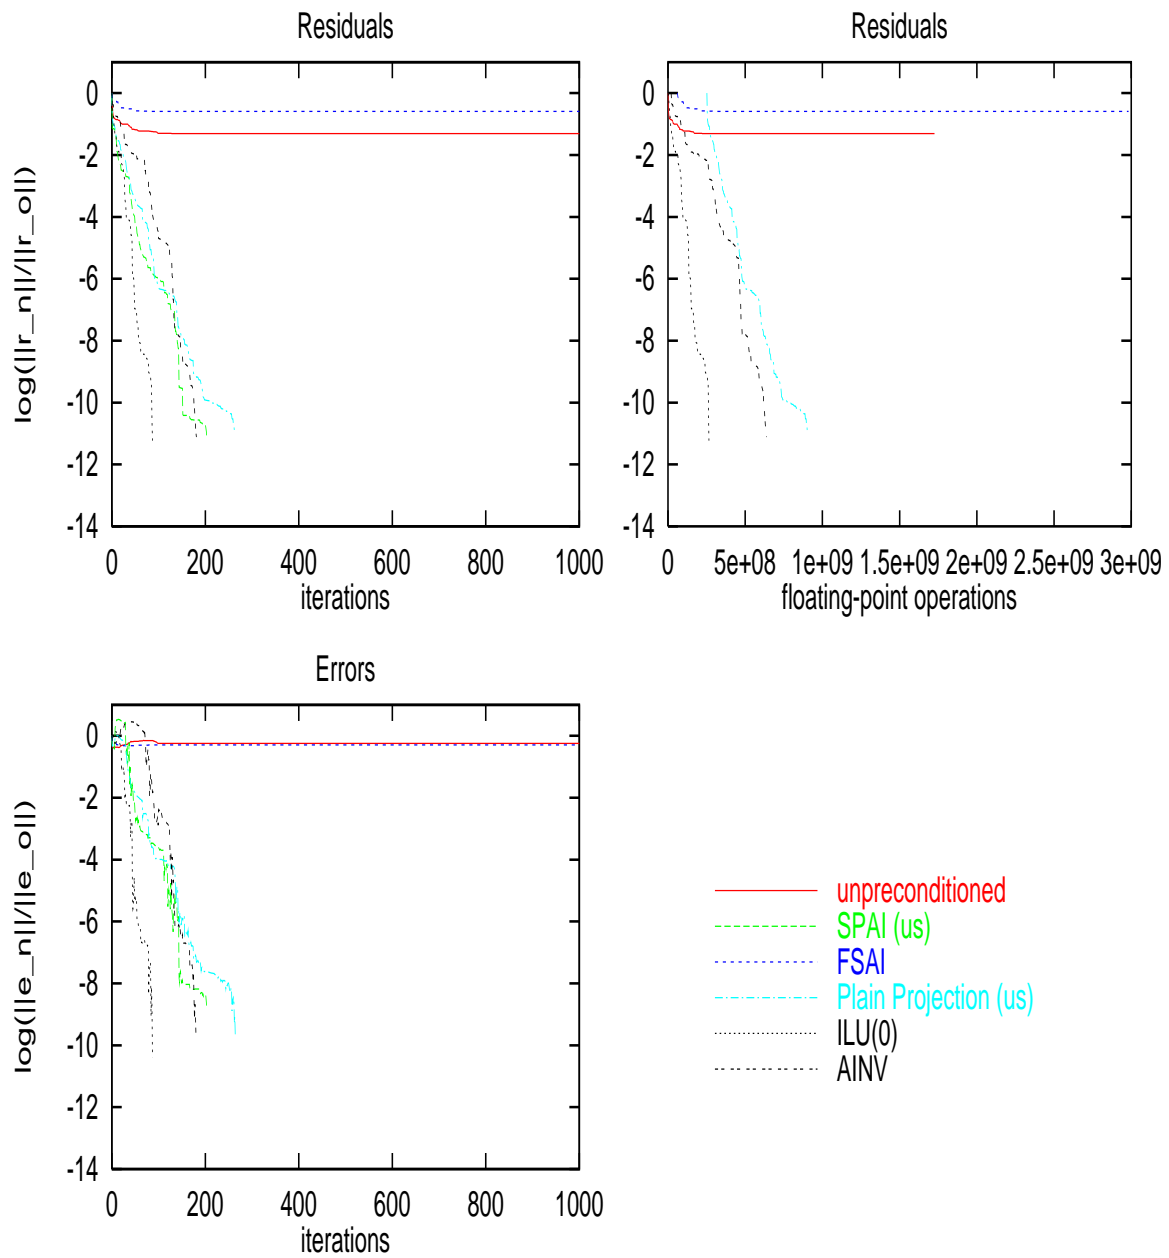 Residuals
log(||r_n||/||r_o||)
0
-2
-4
-6
-8
-10
-12
-14
0 200 400 600 800 1000
iterations
Residuals
0
-2
-4
-6
-8
-10
-12
-14
0 5e+08 1e+09 1.5e+09 2e+09 2.5e+09 3e+09
floating-point operations
Errors
log(||e_n||/||e_o||)
0
-2
-4
-6
-8
-10
-12
-14
0 200 400 600 800 1000
iterations
unpreconditioned
SPAI (us)
FSAI
Plain Projection (us)
ILU(0)
AINV